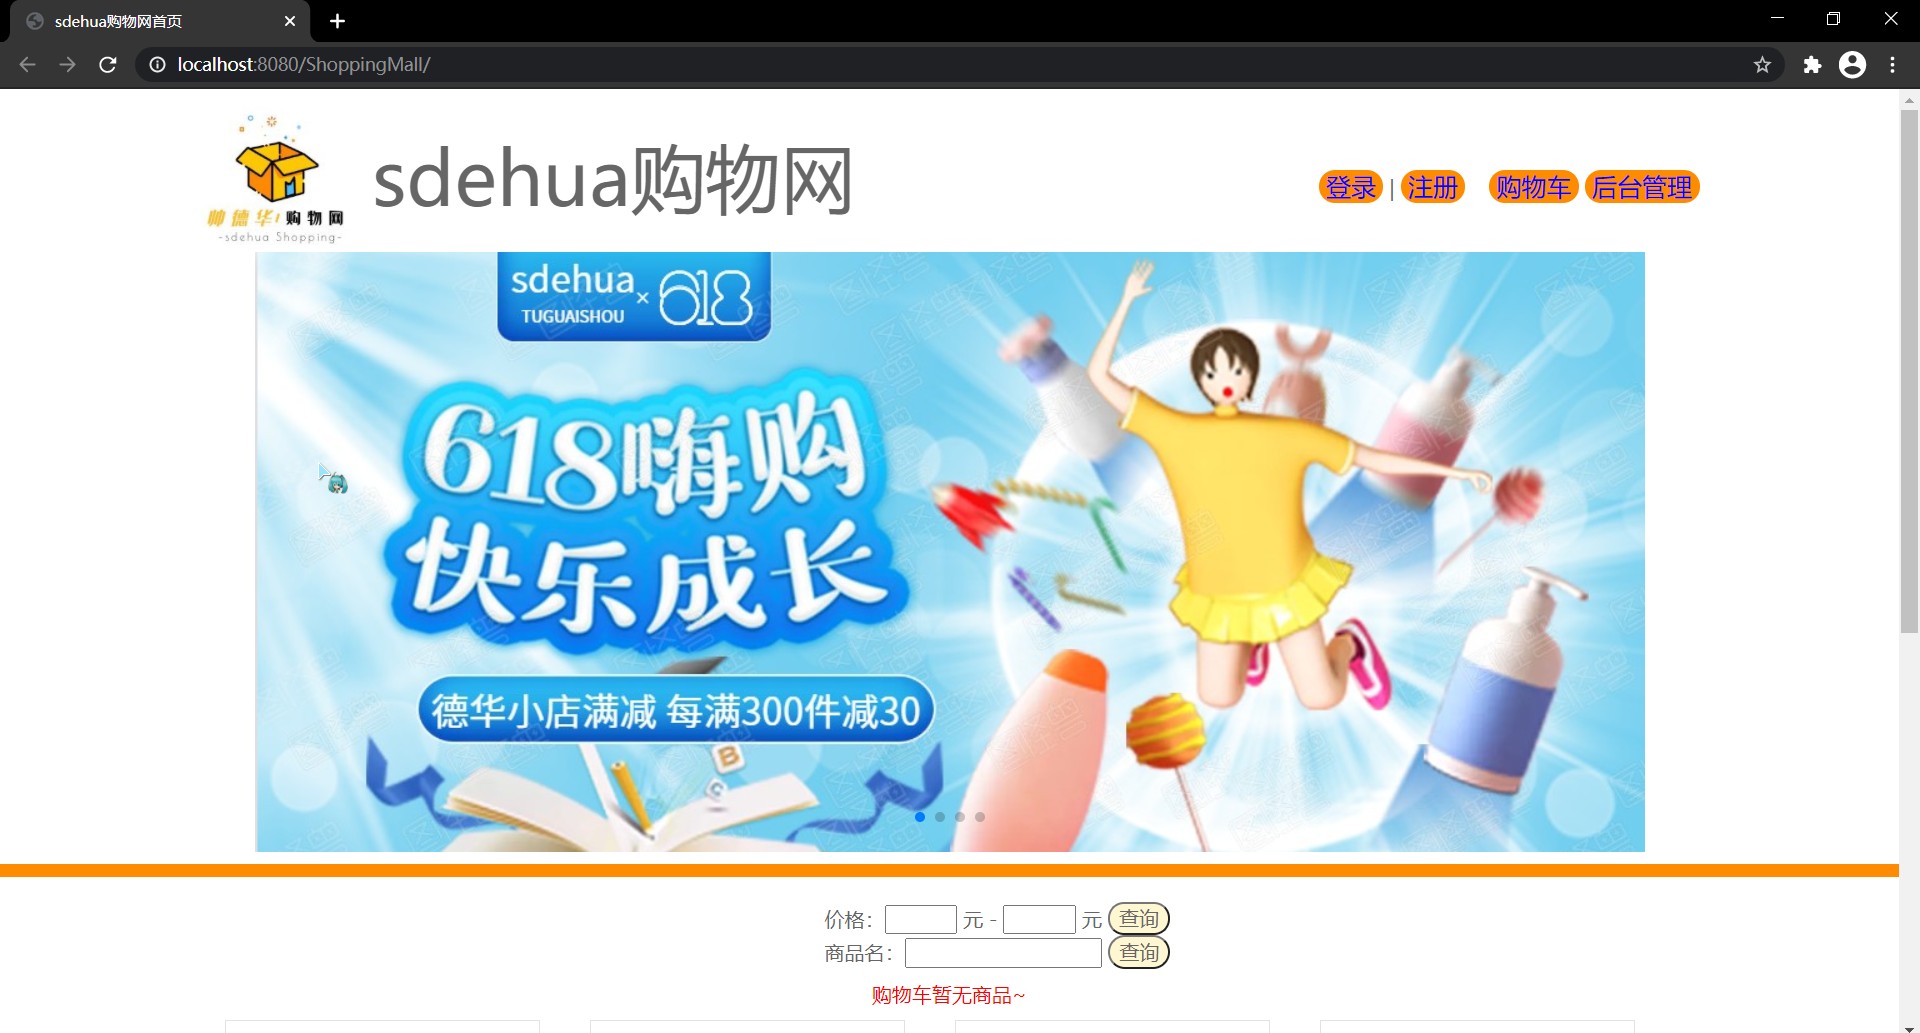 sdehua购物网首页
localhost:8080/ShoppingMall/
帅德华购物网
-sdehua Shopping-
sdehua购物网
登录 | 注册 购物车 后台管理
sdehua × 618
TUGUAISHOU
618嗨购
快乐成长
德华小店满减 每满300件减30
B
价格： 元 - 元 查询
商品名： 查询
购物车暂无商品~